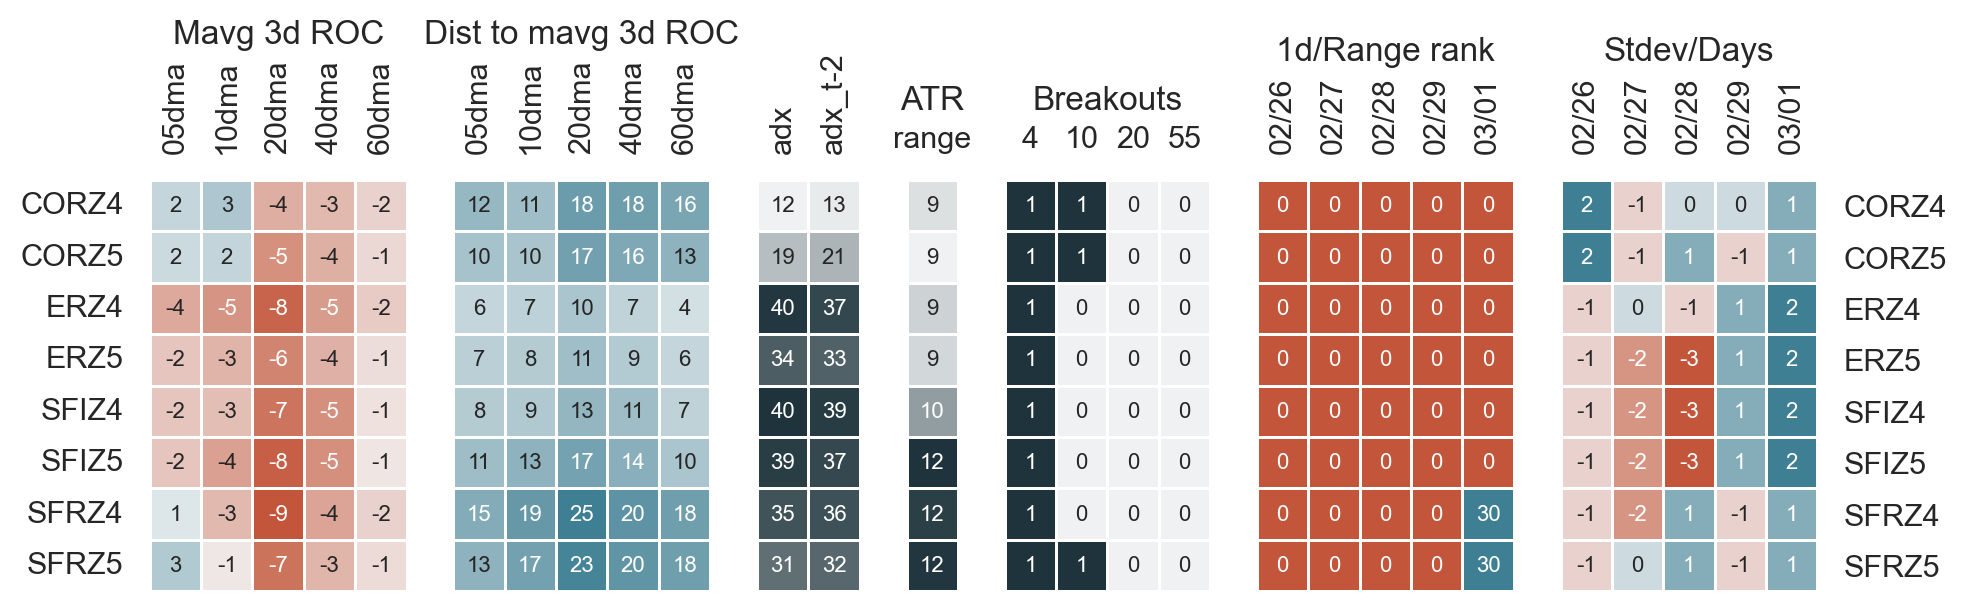 Mavg 3d ROC Dist to mavg 3d ROC 1d/Range rank Stdev/Days
05dma 10dma 20dma 40dma 60dma 05dma 10dma 20dma 40dma 60dma adx adx_t-2 ATR range Breakouts 4 10 20 55 02/26 02/27 02/28 02/29 03/01 02/26 02/27 02/28 02/29 03/01
CORZ4 2 3 -4 -3 -2 12 11 18 18 16 12 13 9 1 1 0 0 0 0 0 0 0 2 -1 0 0 1 CORZ4
CORZ5 2 2 -5 -4 -1 10 10 17 16 13 19 21 9 1 1 0 0 0 0 0 0 0 2 -1 1 -1 1 CORZ5
ERZ4 -4 -5 -8 -5 -2 6 7 10 7 4 40 37 9 1 0 0 0 0 0 0 0 0 -1 0 -1 1 2 ERZ4
ERZ5 -2 -3 -6 -4 -1 7 8 11 9 6 34 33 9 1 0 0 0 0 0 0 0 0 -1 -2 -3 1 2 ERZ5
SFIZ4 -2 -3 -7 -5 -1 8 9 13 11 7 40 39 10 1 0 0 0 0 0 0 0 0 -1 -2 -3 1 2 SFIZ4
SFIZ5 -2 -4 -8 -5 -1 11 13 17 14 10 39 37 12 1 0 0 0 0 0 0 0 0 -1 -2 -3 1 2 SFIZ5
SFRZ4 1 -3 -9 -4 -2 15 19 25 20 18 35 36 12 1 0 0 0 0 0 0 0 30 -1 -2 1 -1 1 SFRZ4
SFRZ5 3 -1 -7 -3 -1 13 17 23 20 18 31 32 12 1 1 0 0 0 0 0 0 30 -1 0 1 -1 1 SFRZ5